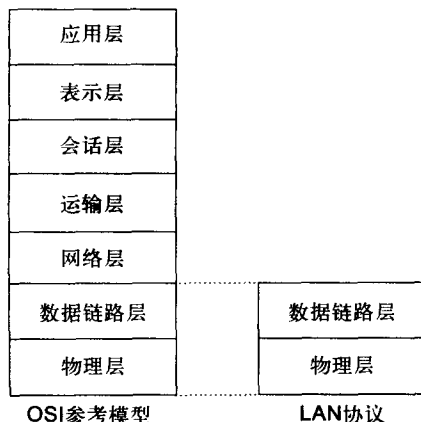 应用层
表示层
会话层
运输层
网络层
数据链路层 数据链路层
物理层 物理层
OSI参考模型 LAN协议